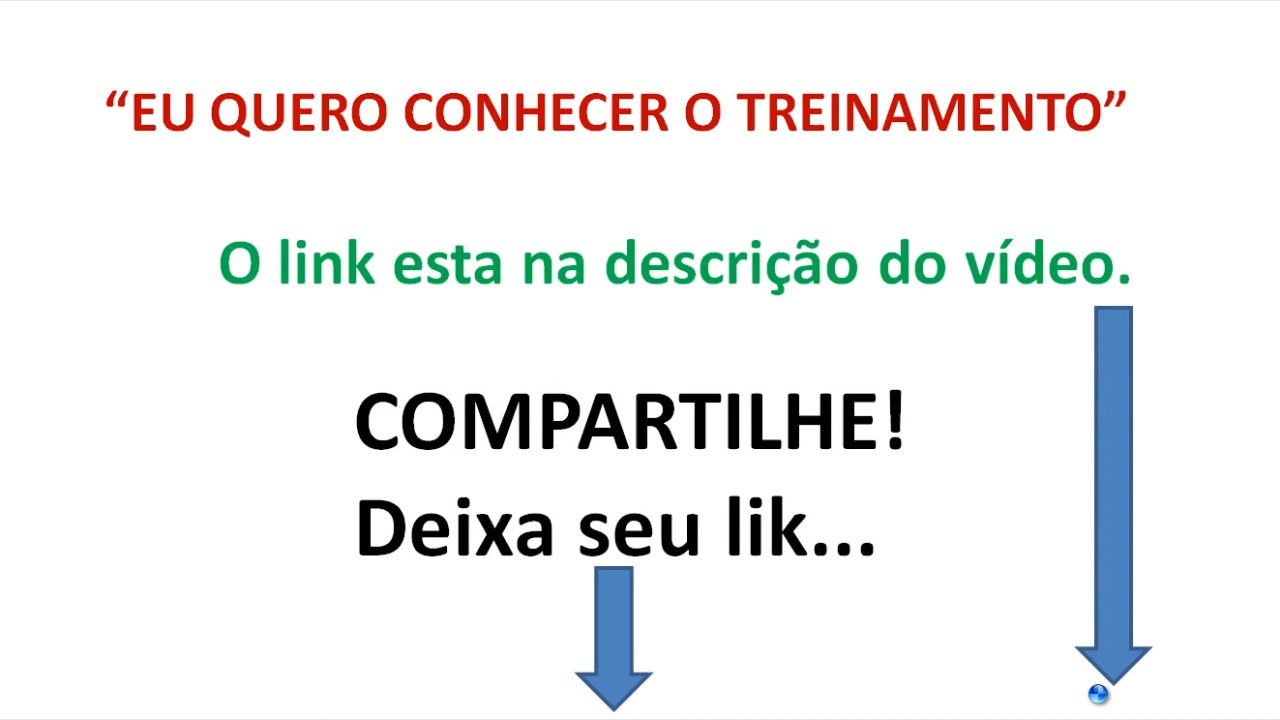 “EU QUERO CONHECER O TREINAMENTO”
O link esta na descrição do vídeo.
COMPARTILHE!
Deixa seu lik...